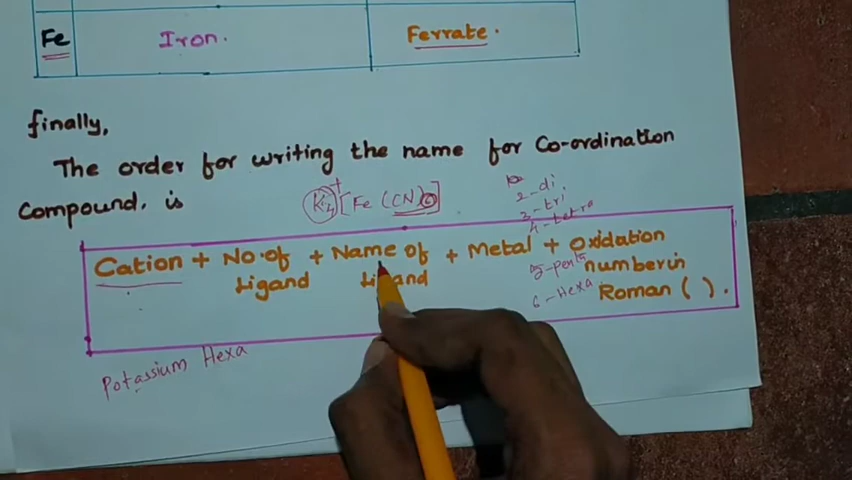 Fe Iron. Ferrate.
finally,
The order for writing the name for Co-ordination
Compound. is
K4+ [Fe (CN)6]
2-di
3-tri
4-tetra
5-penta
6-Hexa
Cation + No.of Ligand + Name of Ligand + Metal + Oxidation number in Roman ( ).
Potassium Hexa